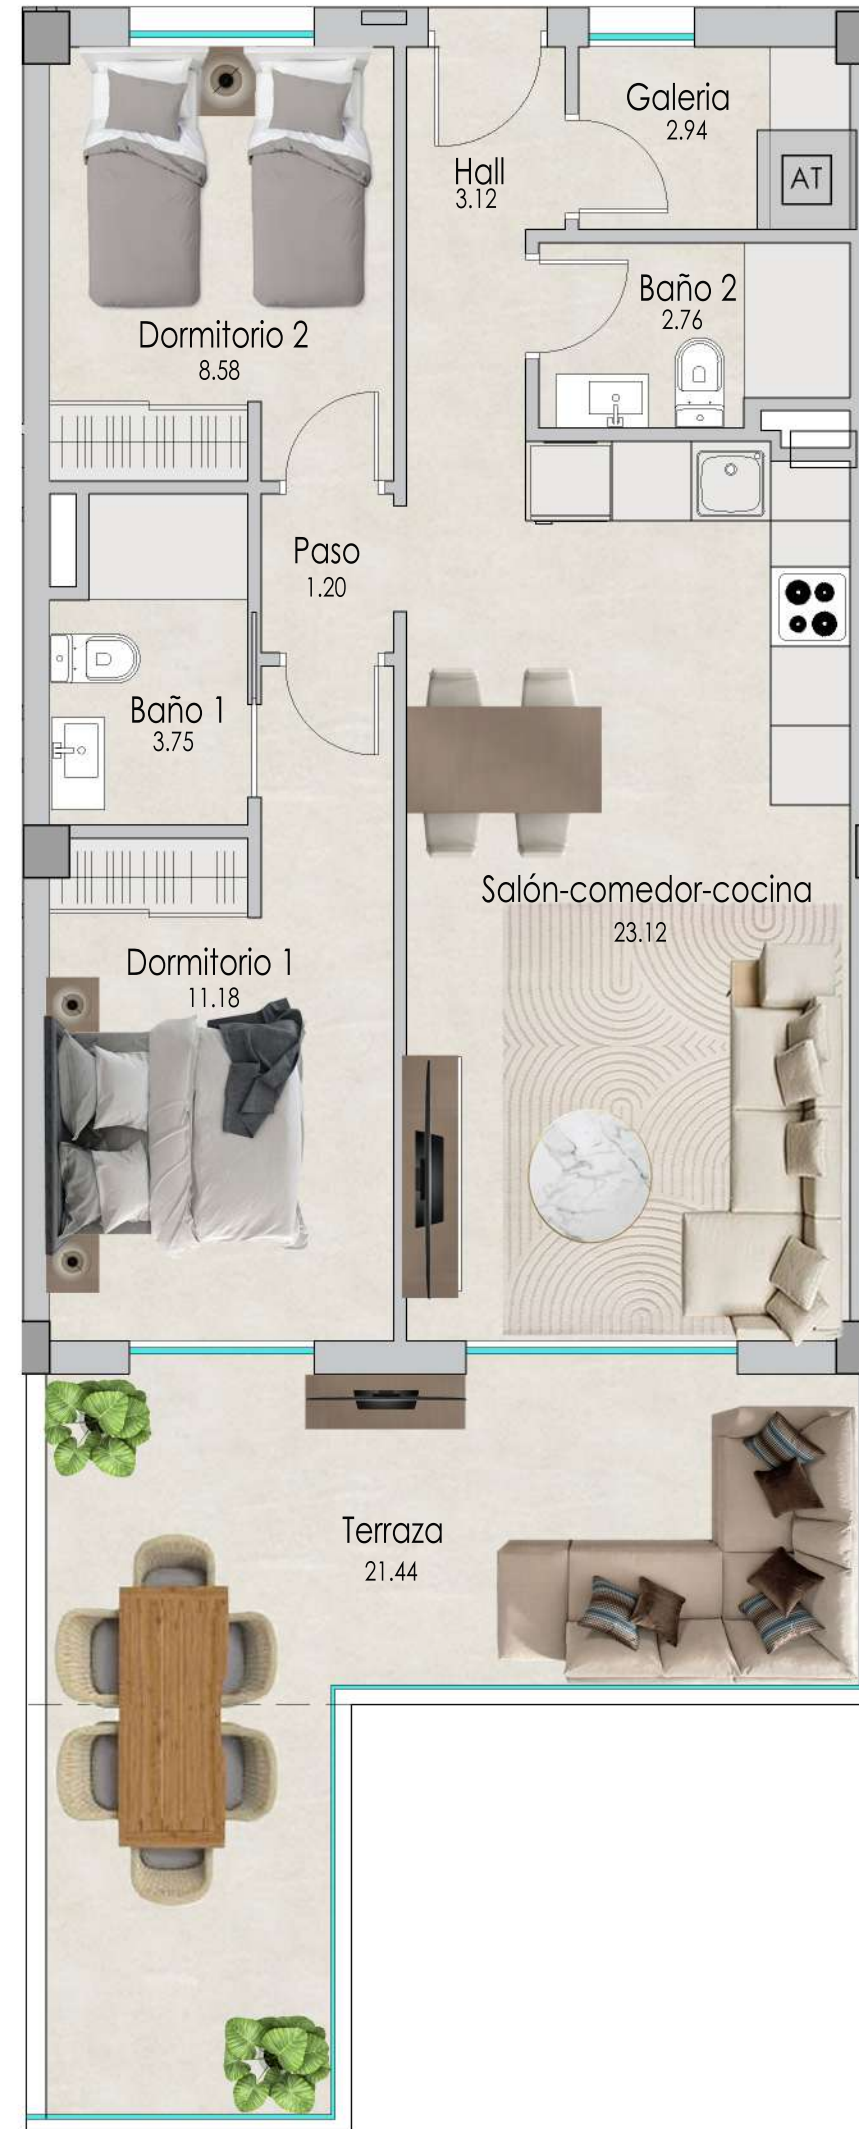 Galeria
2.94
Hall
3.12
AT
Baño 2
2.76
Dormitorio 2
8.58
Paso
1.20
Baño 1
3.75
Salón-comedor-cocina
23.12
Dormitorio 1
11.18
Terraza
21.44